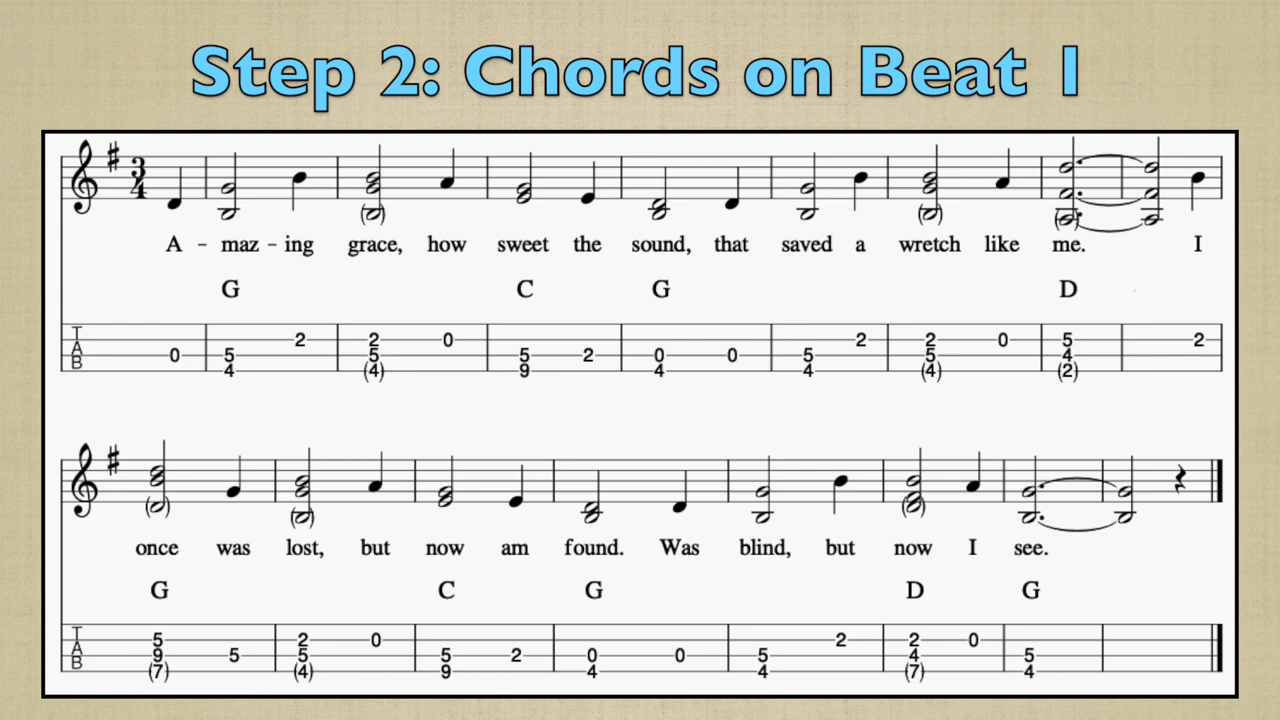 Step 2: Chords on Beat 1
3
4
A - maz - ing grace, how sweet the sound, that saved a wretch like me. I
G C G D
T 2 2 0 2 2 0 5 2
A 0 5 5 5 2 0 0 5 5 4
B 4 (4) 9 4 4 (4) (2)
once was lost, but now am found. Was blind, but now I see.
G C G D G
T 5 2 0 2 2 0
A 9 5 5 5 2 0 0 5 4 5
B (7) (4) 9 4 4 (7) 4